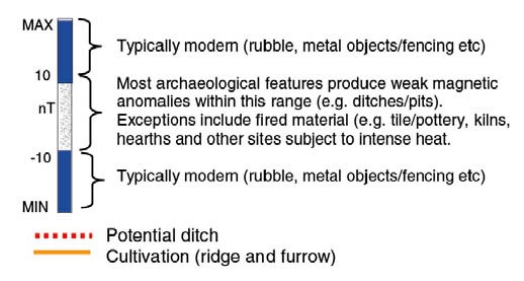 MAX
Typically modern (rubble, metal objects/fencing etc)
10
Most archaeological features produce weak magnetic
anomalies within this range (e.g. ditches/pits).
nT
Exceptions include fired material (e.g. tile/pottery, kilns,
hearths and other sites subject to intense heat.
-10
Typically modern (rubble, metal objects/fencing etc)
MIN
Potential ditch
Cultivation (ridge and furrow)